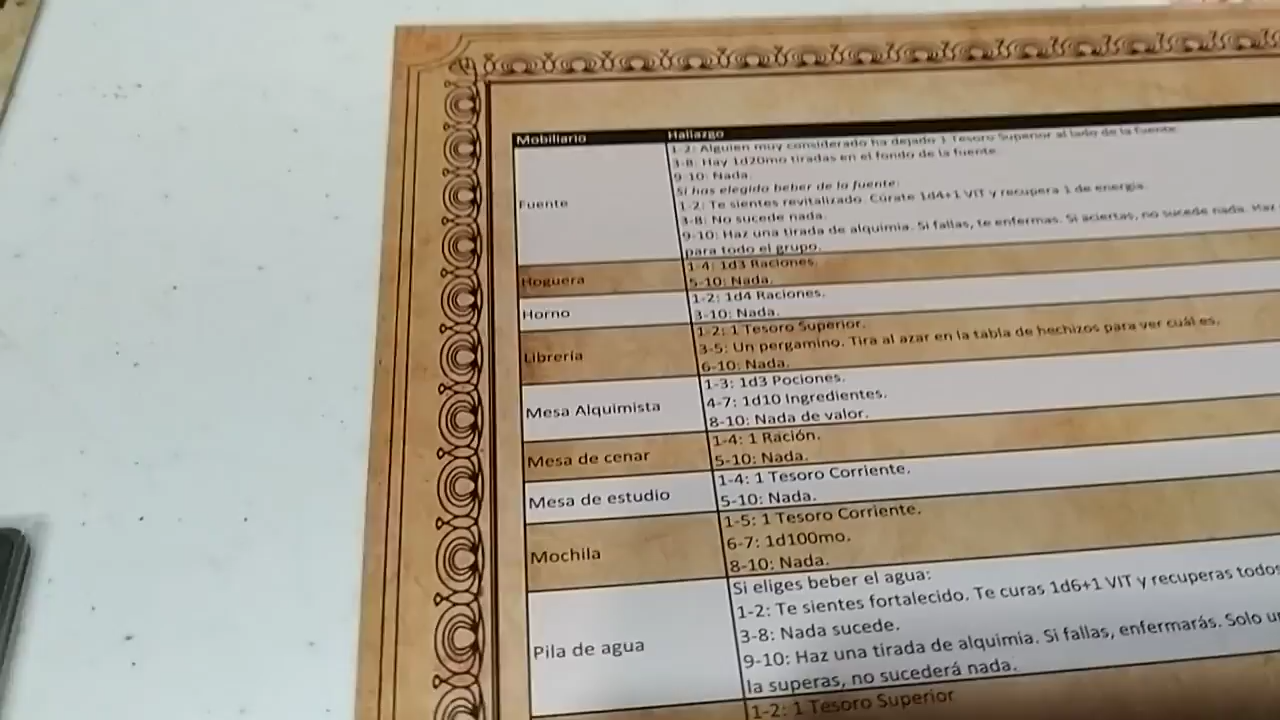 Mobiliario Hallazgo
Fuente
1-2: Alguien muy considerado ha dejado 1 Tesoro Superior al lado de la fuente.
3-8: Hay 1d20mo tiradas en el fondo de la fuente.
9-10: Nada.
Si has elegido beber de la fuente:
1-2: Te sientes revitalizado. Cúrate 1d4+1 VIT y recupera 1 de energía.
3-8: No sucede nada.
9-10: Haz una tirada de alquimia. Si fallas, te enfermas. Si aciertas, no sucede nada. Haz
para todo el grupo.
Hoguera
1-4: 1d3 Raciones.
5-10: Nada.
Horno
1-2: 1d4 Raciones.
3-10: Nada.
Librería
1-2: 1 Tesoro Superior.
3-5: Un pergamino. Tira al azar en la tabla de hechizos para ver cuál es.
6-10: Nada.
Mesa Alquimista
1-3: 1d3 Pociones.
4-7: 1d10 Ingredientes.
8-10: Nada de valor.
Mesa de cenar
1-4: 1 Ración.
5-10: Nada.
Mesa de estudio
1-4: 1 Tesoro Corriente.
5-10: Nada.
Mochila
1-5: 1 Tesoro Corriente.
6-7: 1d100mo.
8-10: Nada.
Pila de agua
Si eliges beber el agua:
1-2: Te sientes fortalecido. Te curas 1d6+1 VIT y recuperas todos
3-8: Nada sucede.
9-10: Haz una tirada de alquimia. Si fallas, enfermarás. Solo
la superas, no sucederá nada.
1-2: 1 Tesoro Superior